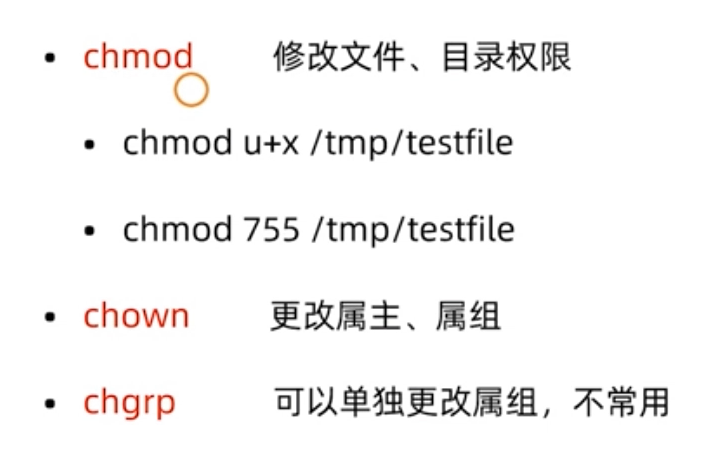 • chmod 修改文件、目录权限
• chmod u+x /tmp/testfile
• chmod 755 /tmp/testfile
• chown 更改属主、属组
• chgrp 可以单独更改属组，不常用